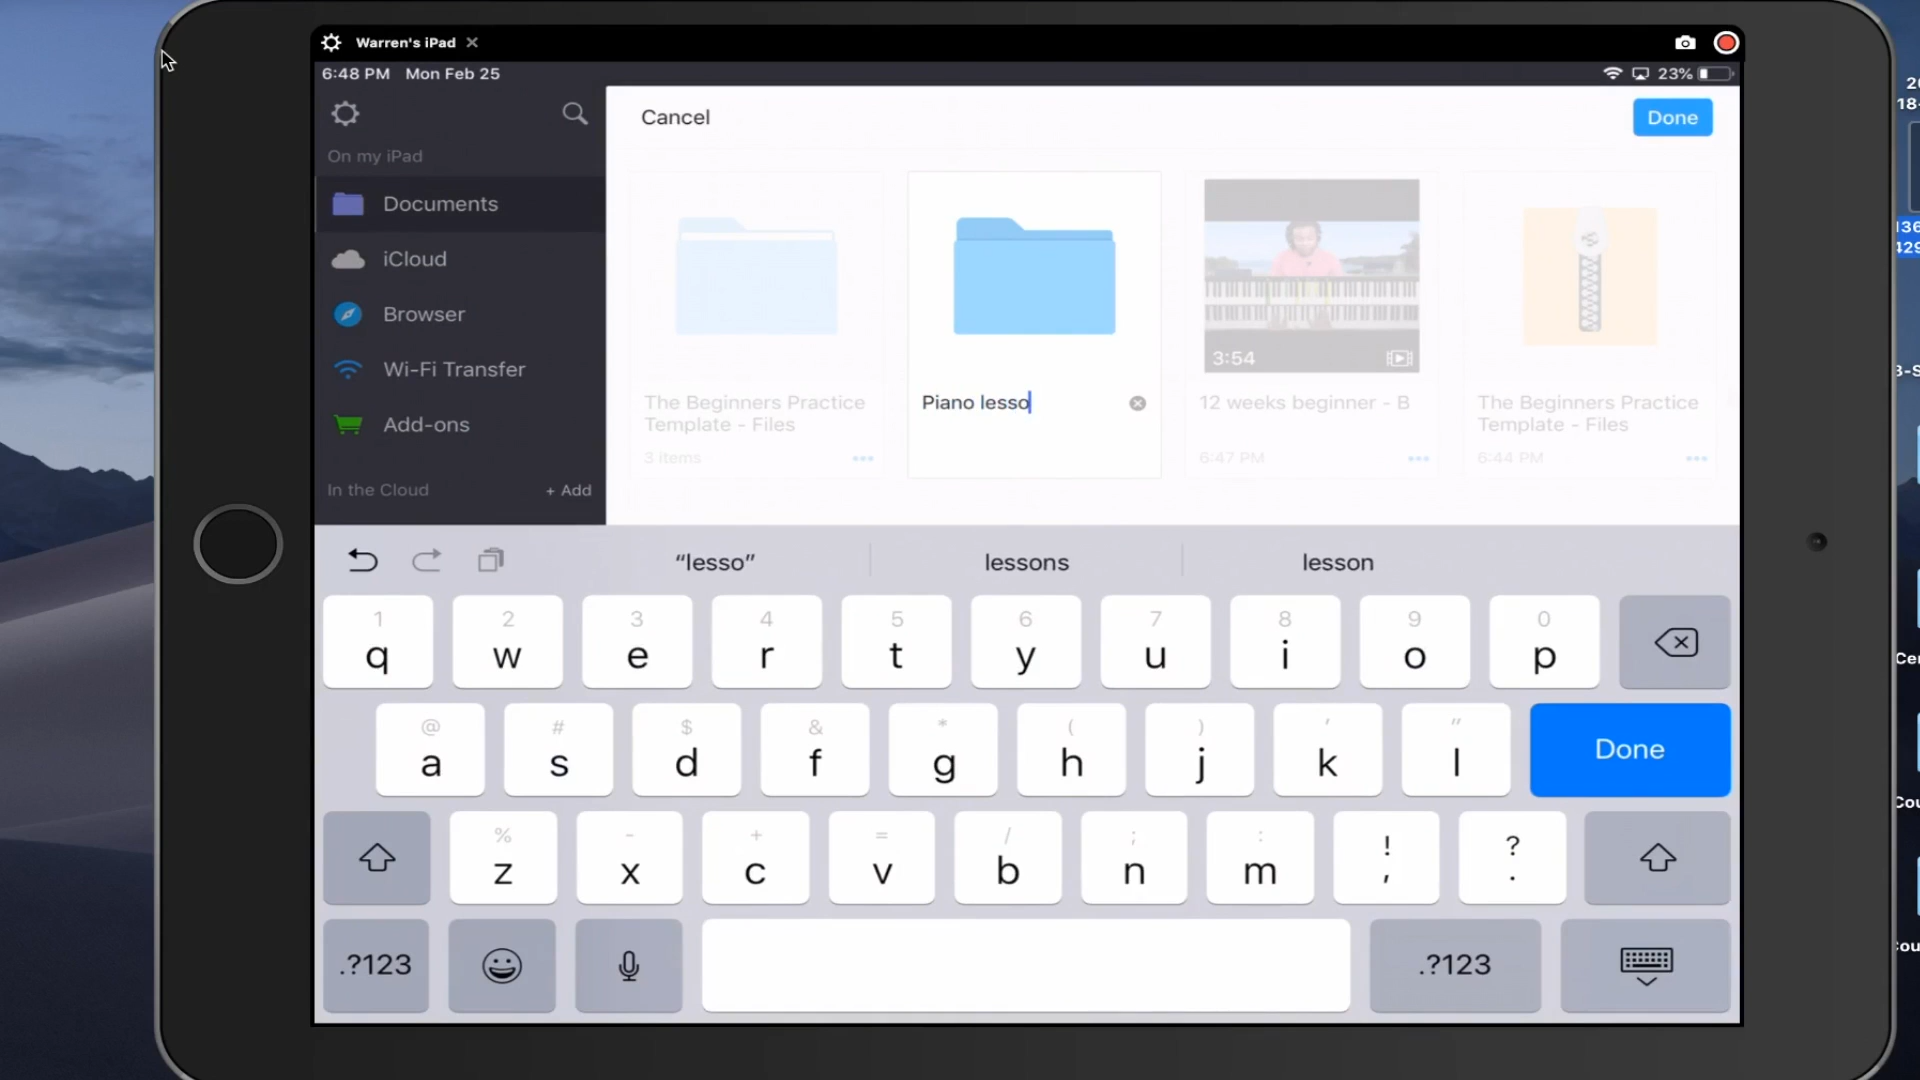 Warren's iPad
6:48 PM Mon Feb 25
23%
Cancel
Done
On my iPad
Documents
iCloud
Browser
Wi-Fi Transfer
Add-ons
In the Cloud
+ Add
The Beginners Practice
Template - Files
3 items
Piano lesso
3:54
12 weeks beginner - B
6:47 PM
The Beginners Practice
Template - Files
6:44 PM
“lesso” lessons lesson
1 2 3 4 5 6 7 8 9 0
q w e r t y u i o p
@ # $ & * ( ) ' "
a s d f g h j k l Done
% - + = / ; : ! ?
z x c v b n m , .
.?123 .?123